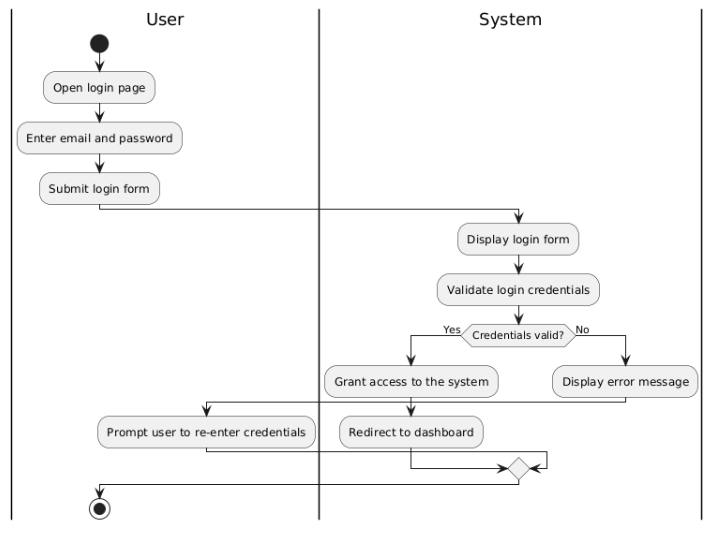 User
System
Open login page
Enter email and password
Submit login form
Display login form
Validate login credentials
Yes
Credentials valid?
No
Grant access to the system
Display error message
Prompt user to re-enter credentials
Redirect to dashboard